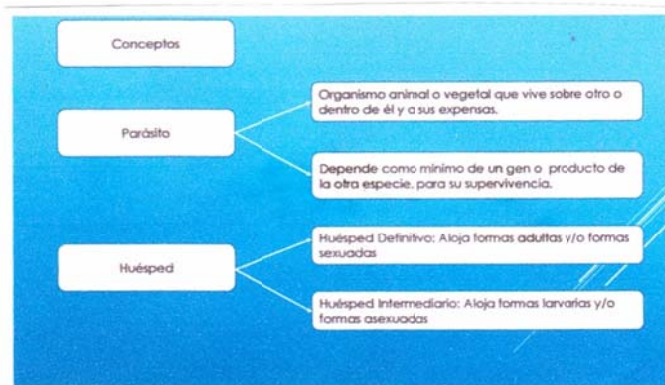 Conceptos
Parásito
Organismo animal o vegetal que vive sobre otro o
dentro de él y a sus expensas.
Depende como mínimo de un gen o producto de
la otra especie, para su supervivencia.
Huésped
Huésped Definitivo: Aloja formas adultas y/o formas
sexuadas
Huésped Intermediario: Aloja formas larvarias y/o
formas asexuadas